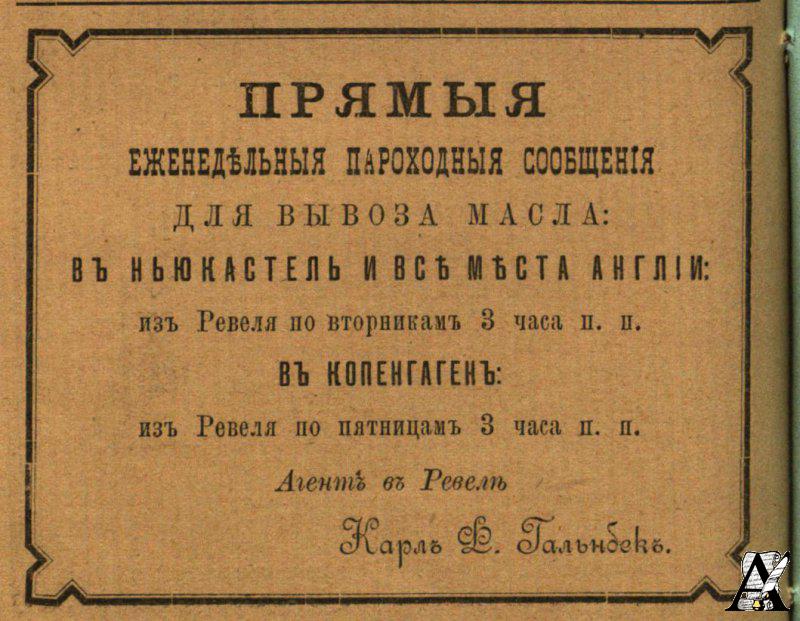 ПРЯМЫЯ
ЕЖЕНЕДѢЛЬНЫЯ ПАРОХОДНЫЯ СООБЩЕНІЯ
ДЛЯ ВЫВОЗА МАСЛА:
ВЪ НЬЮКАСТЕЛЬ И ВСѢ МѢСТА АНГЛІИ:
изъ Ревеля по вторникамъ 3 часа п. п.
ВЪ КОПЕНГАГЕНЪ:
изъ Ревеля по пятницамъ 3 часа п. п.
Агентъ въ Ревелѣ
Карлъ Ф. Гальнбекъ.